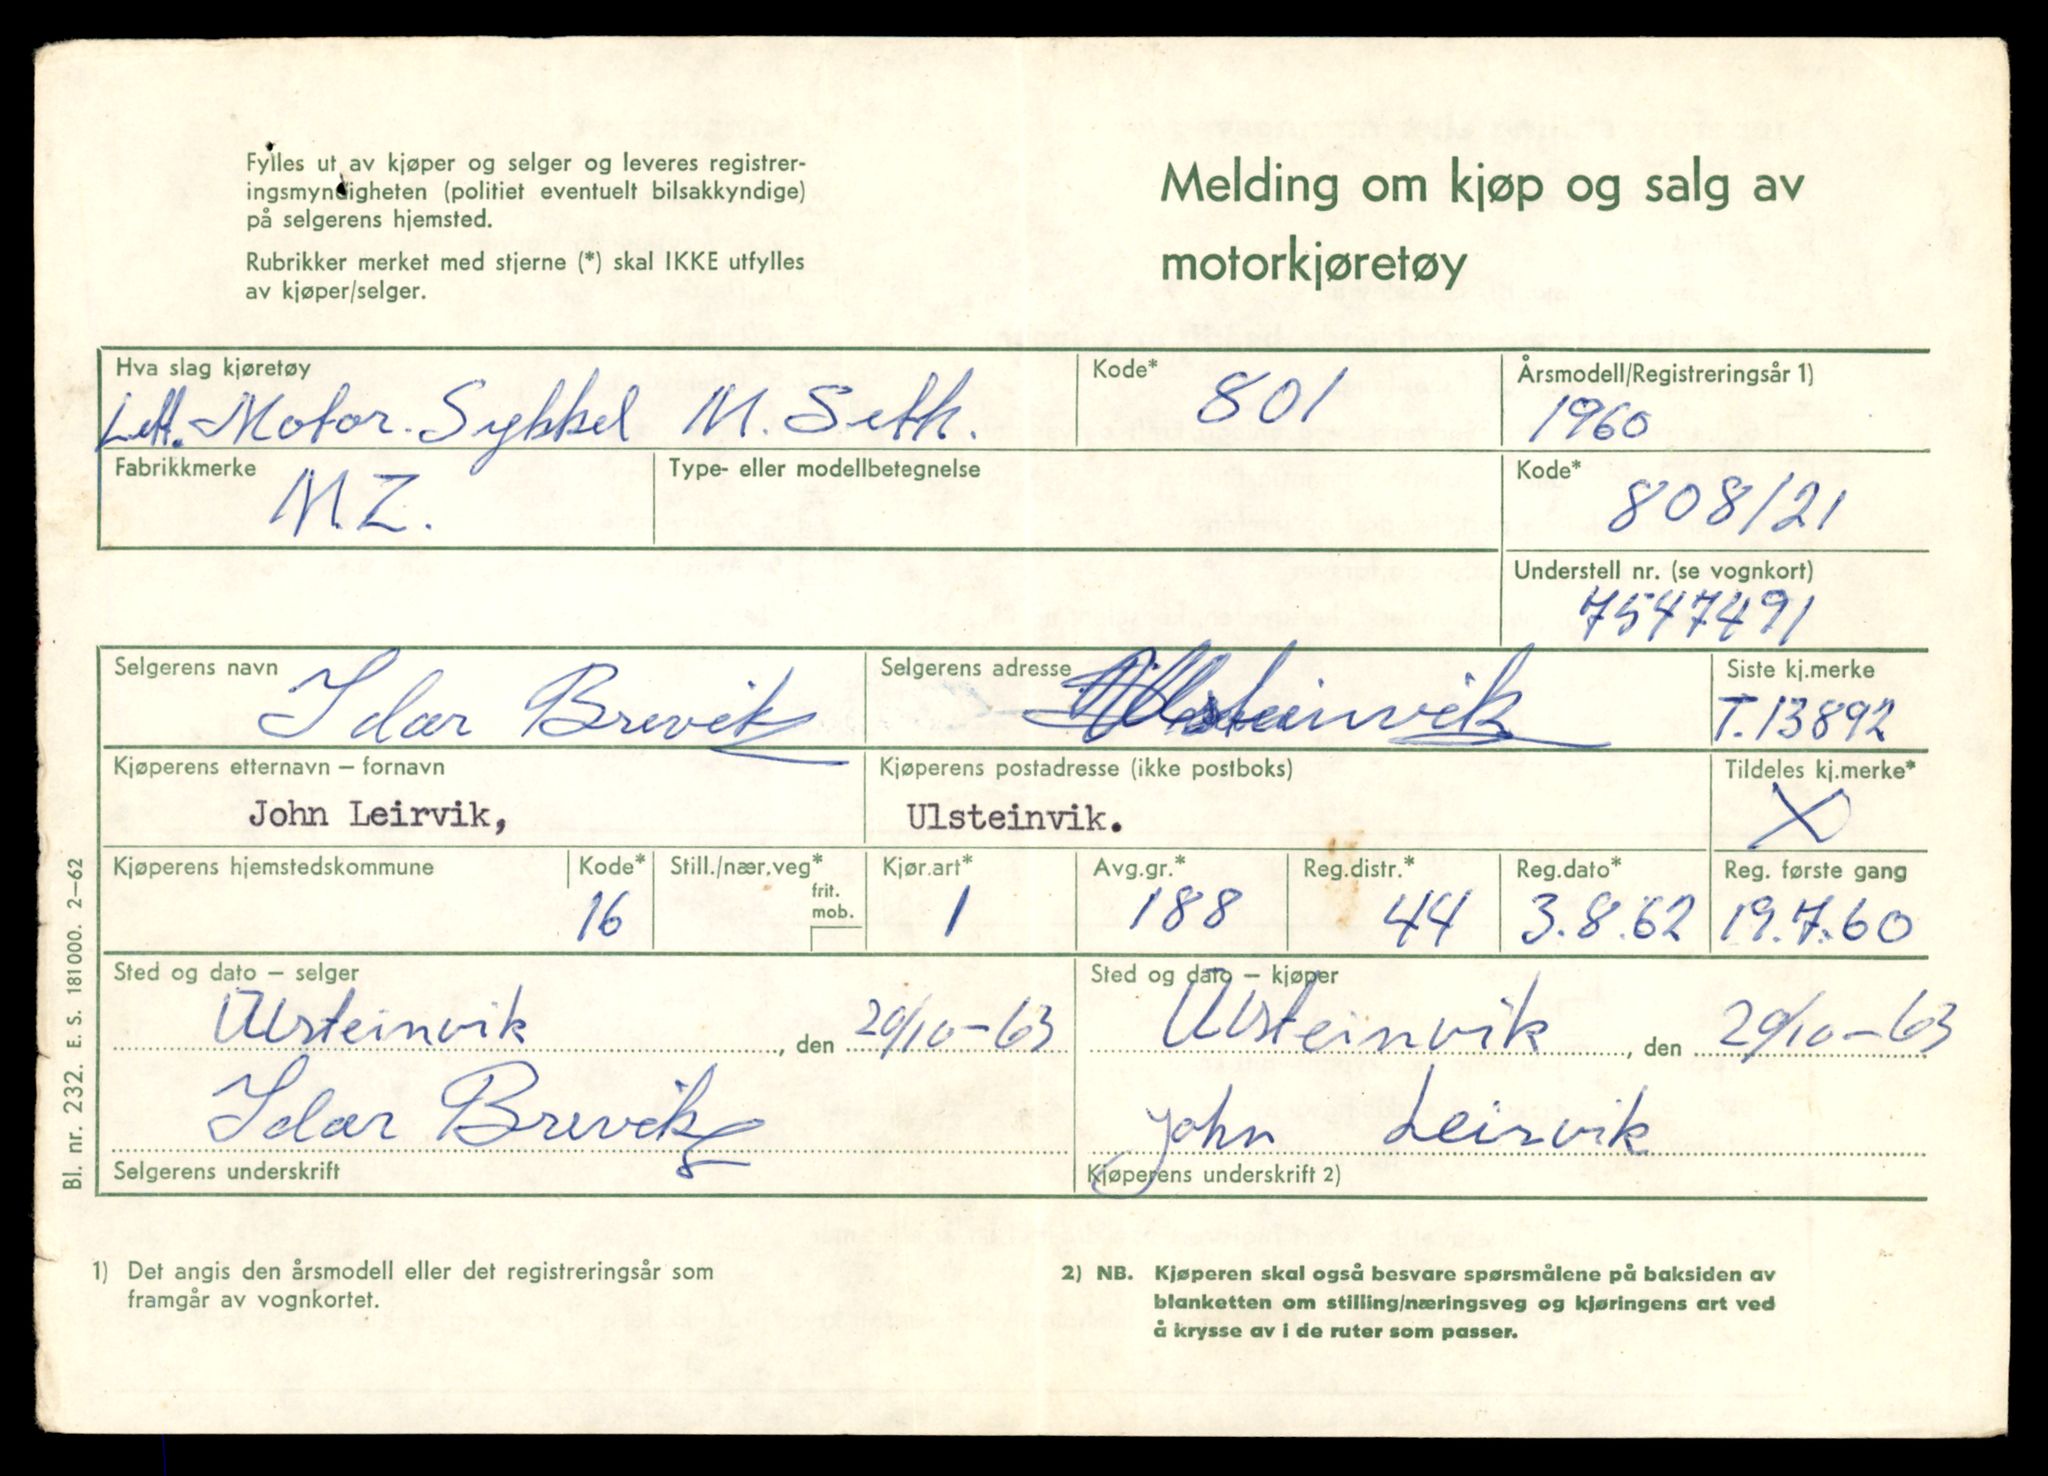 Fylles ut av kjøper og selger og leveres registrer-
ingsmyndigheten (politiet eventuelt bilsakkyndige)
på selgerens hjemsted.
Rubrikker merket med stjerne (*) skal IKKE utfylles
av kjøper/selger.
Melding om kjøp og salg av
motorkjøretøy
Hva slag kjøretøy
Lett.-Motor.Sykkel M. Seth.
Kode*
801
Årsmodell/Registreringsår 1)
1960
Fabrikkmerke
M.Z.
Type- eller modellbetegnelse
Kode*
808/21
Understell nr. (se vognkort)
7547491
Selgerens navn
Idar Brevik
Selgerens adresse
Ulsteinvik
Siste kj.merke
T.13892
Kjøperens etternavn – fornavn
John Leirvik,
Kjøperens postadresse (ikke postboks)
Ulsteinvik.
Tildeles kj.merke*
X
Kjøperens hjemstedskommune
Kode*
16
Still./nær.veg*
frit.
mob.
Kjør.art*
1
Avg.gr.*
188
Reg.distr.*
44
Reg.dato*
3.8.62
Reg. første gang
19.7.60
Sted og dato – selger
Ulsteinvik, den 20/10-63
Idar Brevik
Selgerens underskrift
Sted og dato – kjøper
Ulsteinvik, den 20/10-63
John Leirvik
Kjøperens underskrift 2)
Bl. nr. 232. E. s. 181000. 2–62
1) Det angis den årsmodell eller det registreringsår som
framgår av vognkortet.
2) NB. Kjøperen skal også besvare spørsmålene på baksiden av
blanketten om stilling/næringsveg og kjøringens art ved
å krysse av i de ruter som passer.